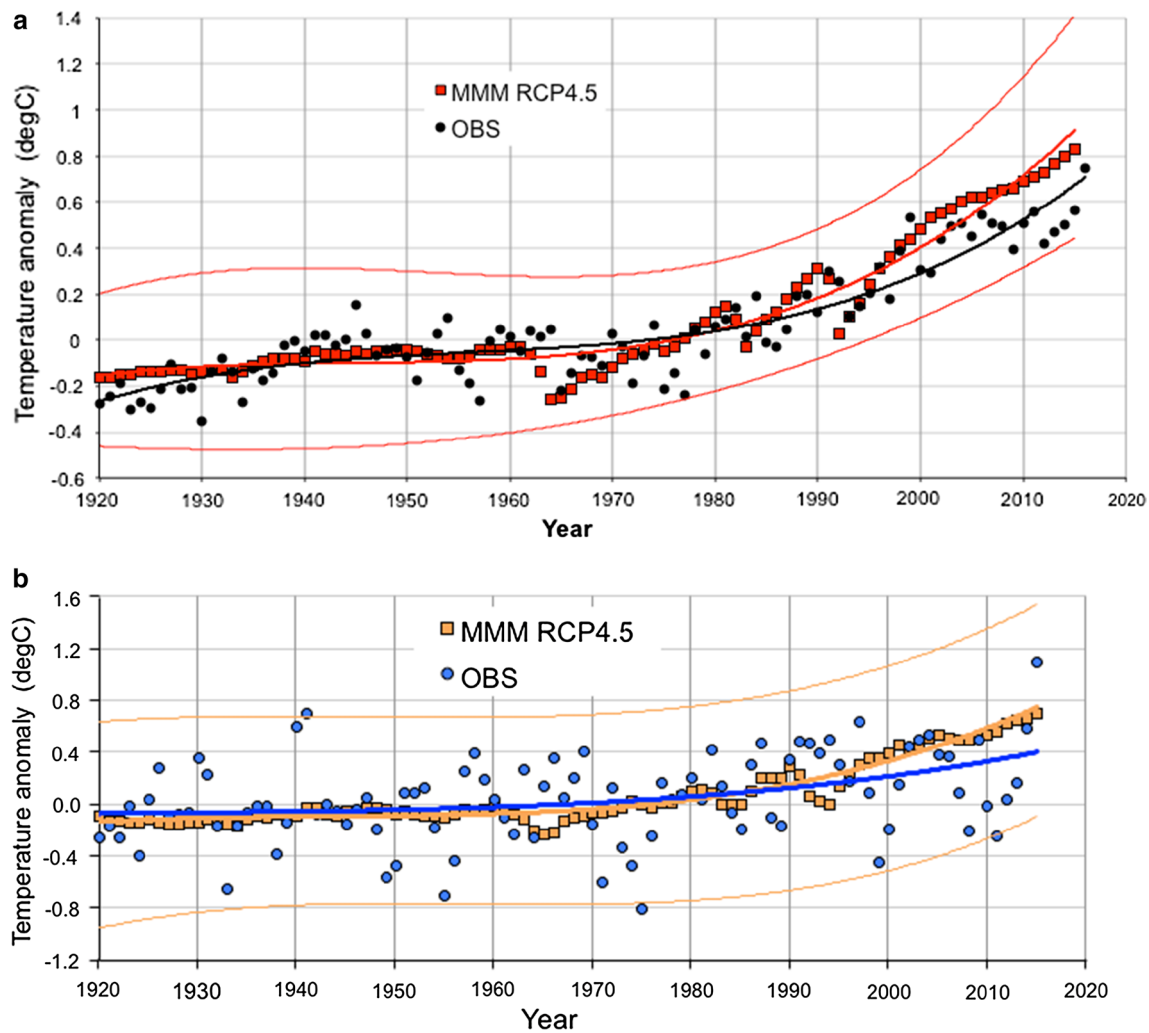 a
Temperature anomaly (degC)
1.4
1.2
1
0.8
0.6
0.4
0.2
0
-0.2
-0.4
-0.6
MMM RCP4.5
OBS
1920 1930 1940 1950 1960 1970 1980 1990 2000 2010 2020
Year
b
Temperature anomaly (degC)
1.6
1.2
0.8
0.4
0.0
-0.4
-0.8
-1.2
MMM RCP4.5
OBS
1920 1930 1940 1950 1960 1970 1980 1990 2000 2010 2020
Year